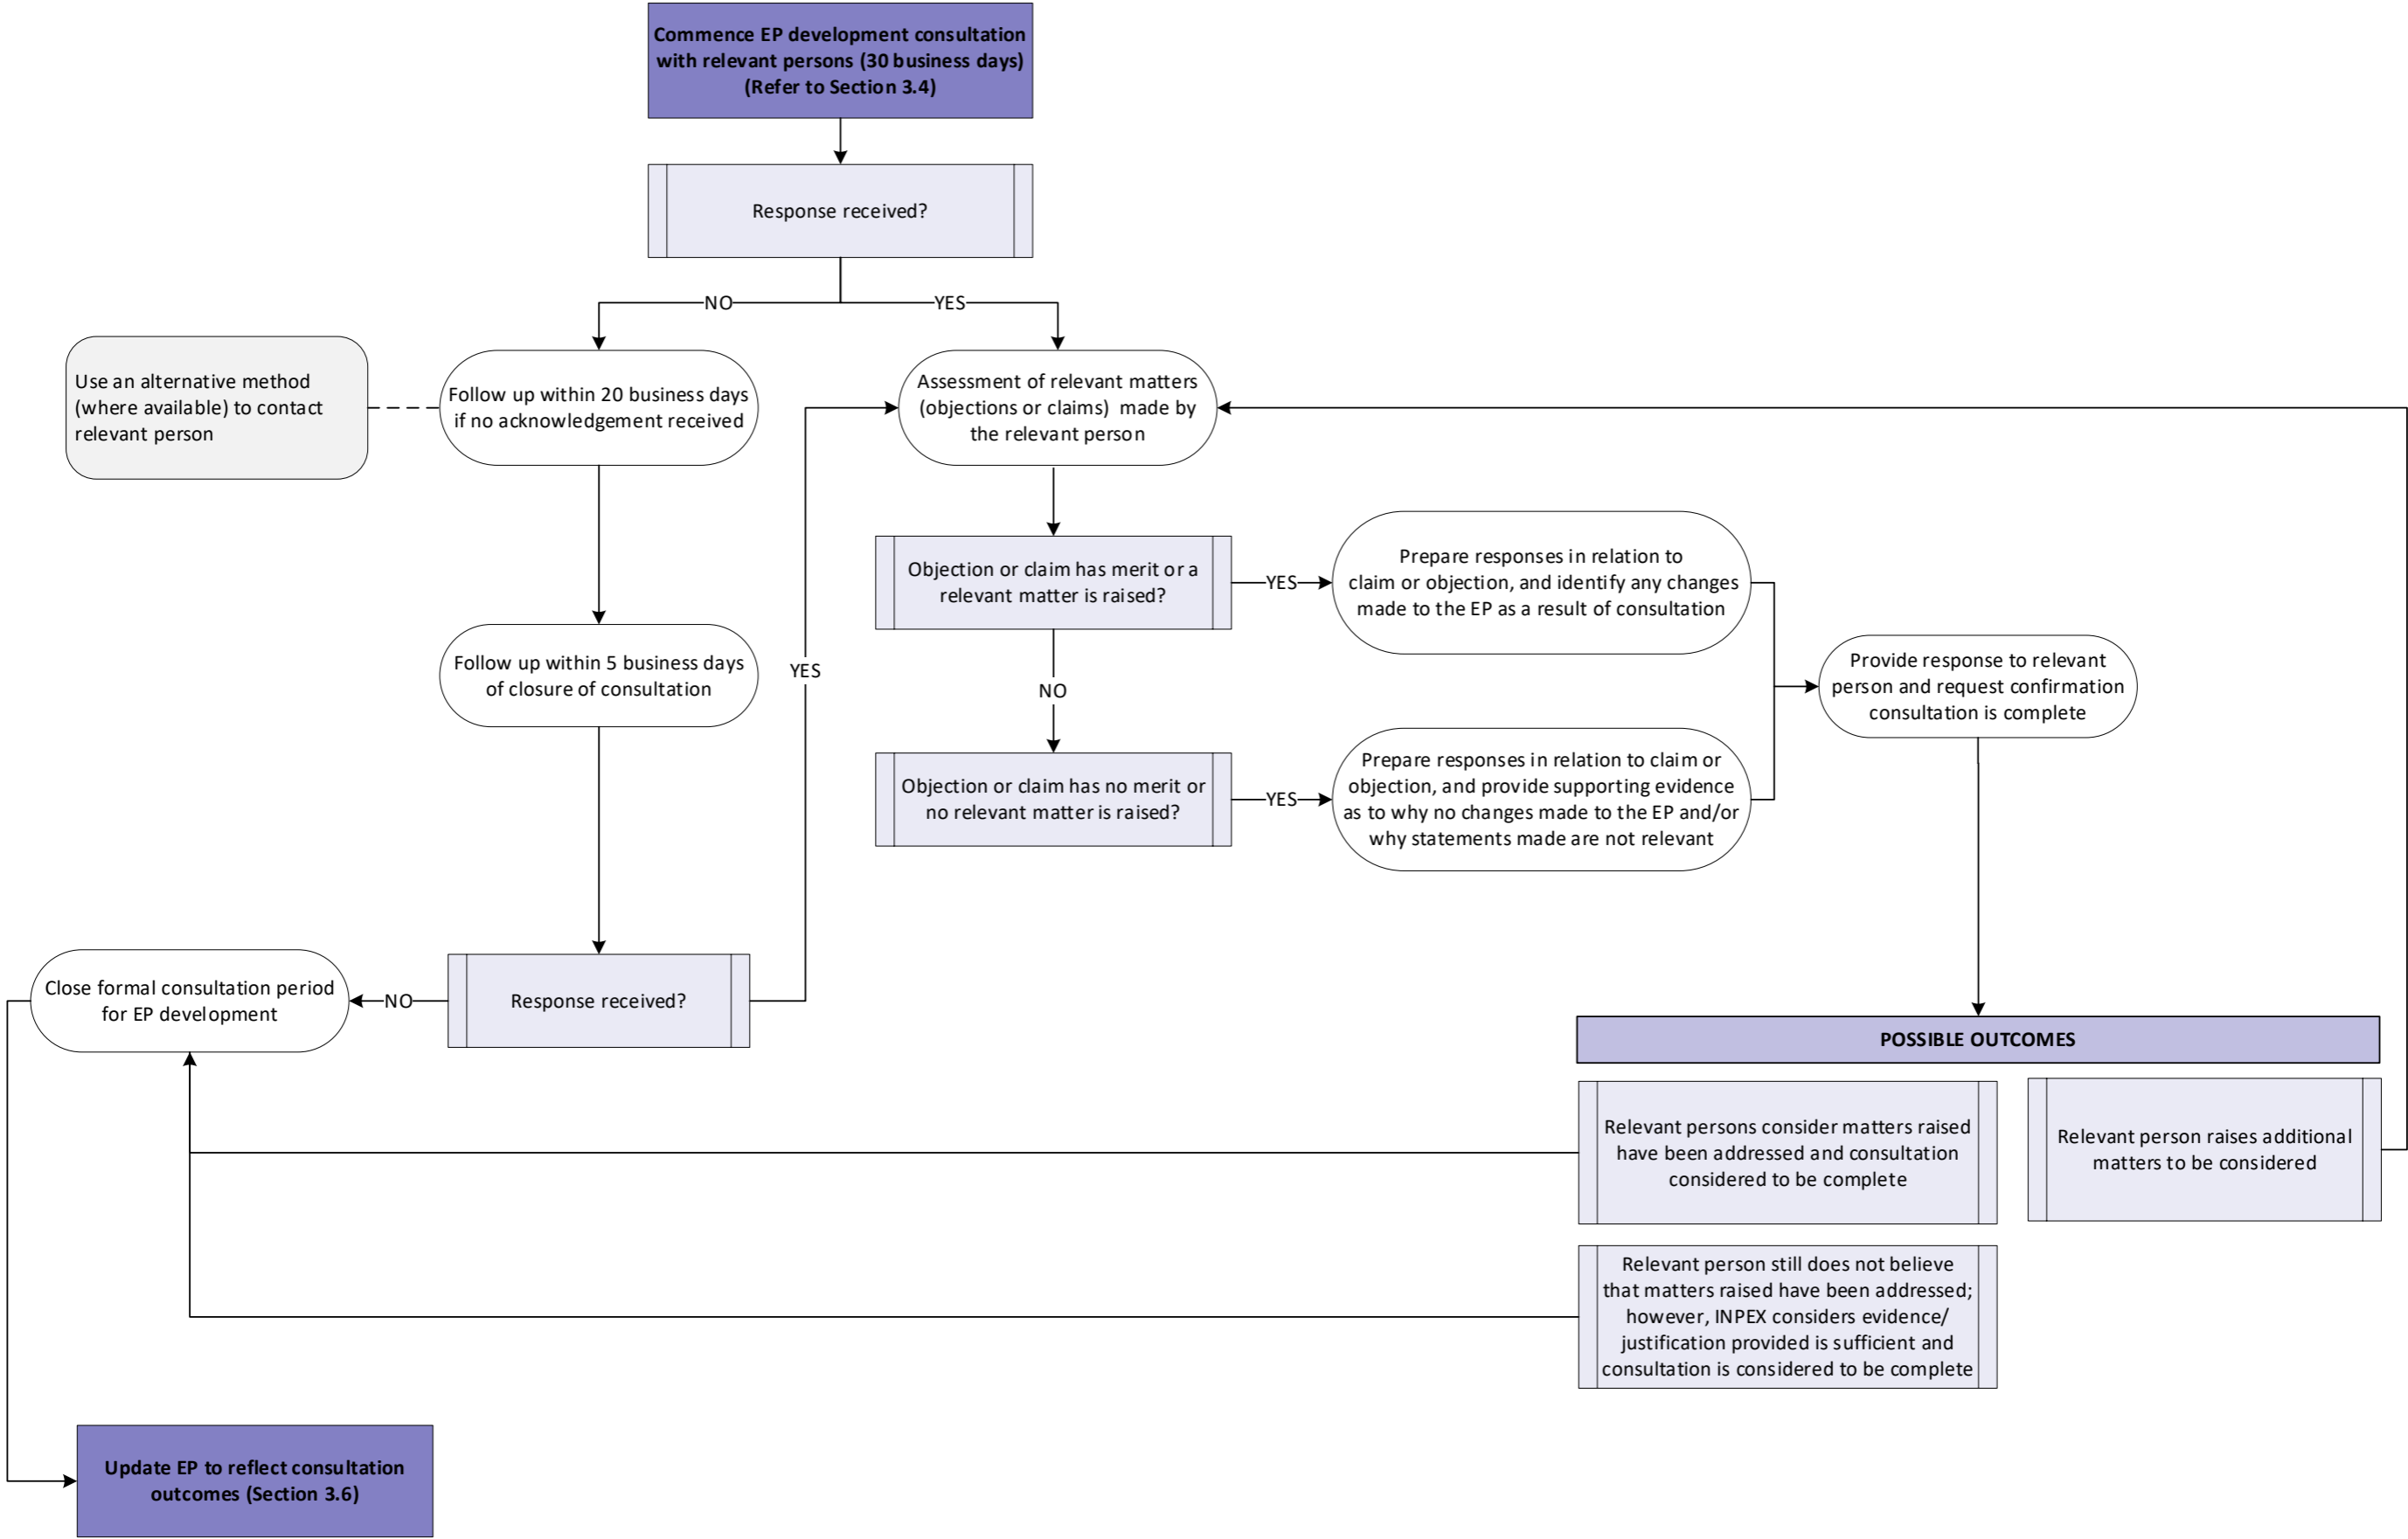 Commence EP development consultation
with relevant persons (30 business days)
(Refer to Section 3.4)
Response received?
NO
YES
Use an alternative method
(where available) to contact
relevant person
Follow up within 20 business days
if no acknowledgement received
Assessment of relevant matters
(objections or claims) made by
the relevant person
Objection or claim has merit or a
relevant matter is raised?
YES
Prepare responses in relation to
claim or objection, and identify any changes
made to the EP as a result of consultation
Follow up within 5 business days
of closure of consultation
YES
NO
Provide response to relevant
person and request confirmation
consultation is complete
Objection or claim has no merit or
no relevant matter is raised?
YES
Prepare responses in relation to claim or
objection, and provide supporting evidence
as to why no changes made to the EP and/or
why statements made are not relevant
Close formal consultation period
for EP development
NO
Response received?
POSSIBLE OUTCOMES
Relevant persons consider matters raised
have been addressed and consultation
considered to be complete
Relevant person raises additional
matters to be considered
Relevant person still does not believe
that matters raised have been addressed;
however, INPEX considers evidence/
justification provided is sufficient and
consultation is considered to be complete
Update EP to reflect consultation
outcomes (Section 3.6)